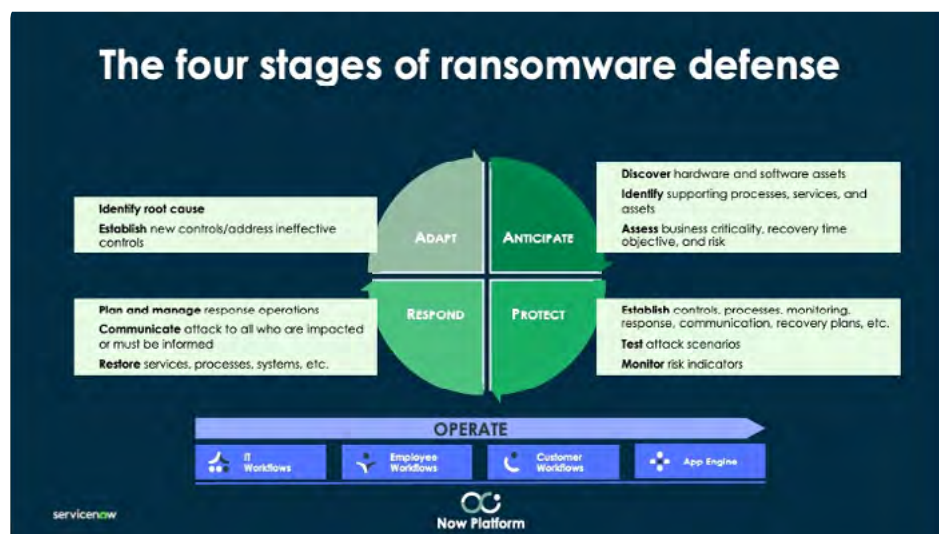 The four stages of ransomware defense
Identify root cause
Establish new controls/address ineffective
controls
ADAPT
ANTICIPATE
Discover hardware and software assets
Identify supporting processes, services, and
assets
Assess business criticality, recovery time
objective, and risk
Plan and manage response operations
Communicate attack to all who are impacted
or must be informed
Restore services, processes, systems, etc.
RESPOND
PROTECT
Establish controls, processes, monitoring,
response, communication, recovery plans, etc.
Test attack scenarios
Monitor risk indicators
OPERATE
IT
Workflows
Employee
Workflows
Customer
Workflows
App Engine
servicenow
Now Platform